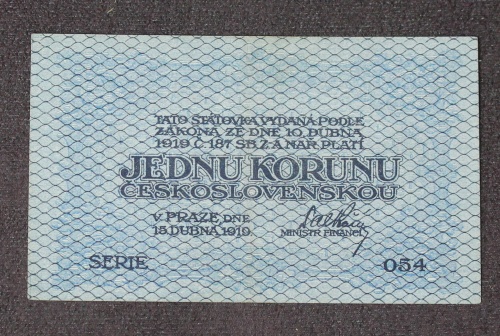 TATO STÁTOVKA VYDANÁ PODLE
ZÁKONA ZE DNE 10. DUBNA
1919 Č 187 SB. Z. A NAR. PLATÍ
JEDNU KORUNU
ČESKOSLOVENSKOU
V PRAZE DNE
15. DUBNA 1919.
MINISTR FINANCÍ
SERIE 054